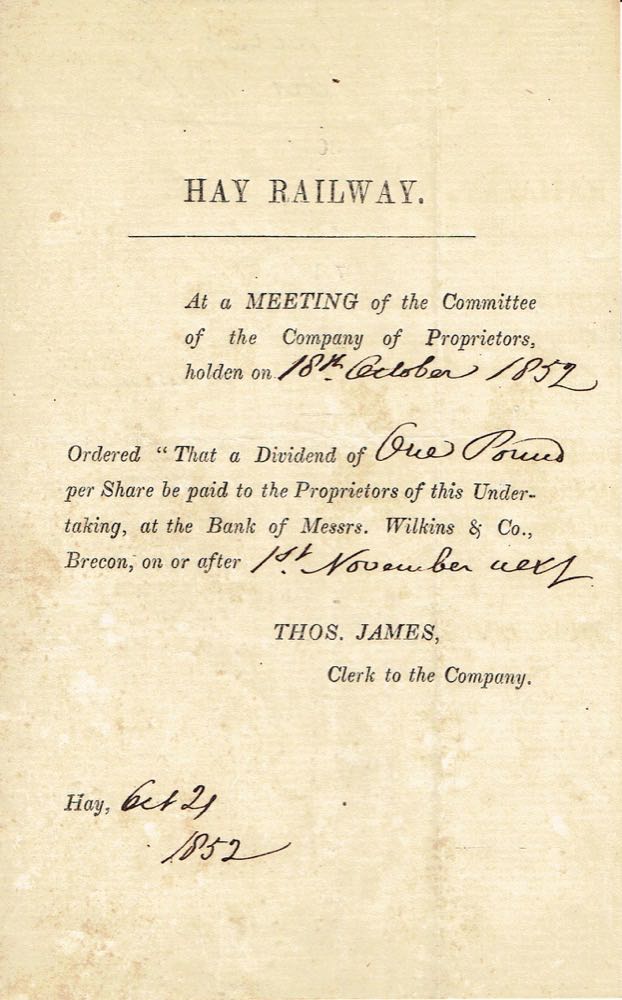 HAY RAILWAY.
At a MEETING of the Committee
of the Company of Proprietors,
holden on 18th October 1852
Ordered “ That a Dividend of One Pound
per Share be paid to the Proprietors of this Under-
taking, at the Bank of Messrs. Wilkins & Co.,
Brecon, on or after 1st November next
THOS. JAMES,
Clerk to the Company.
Hay, Oct 21
1852